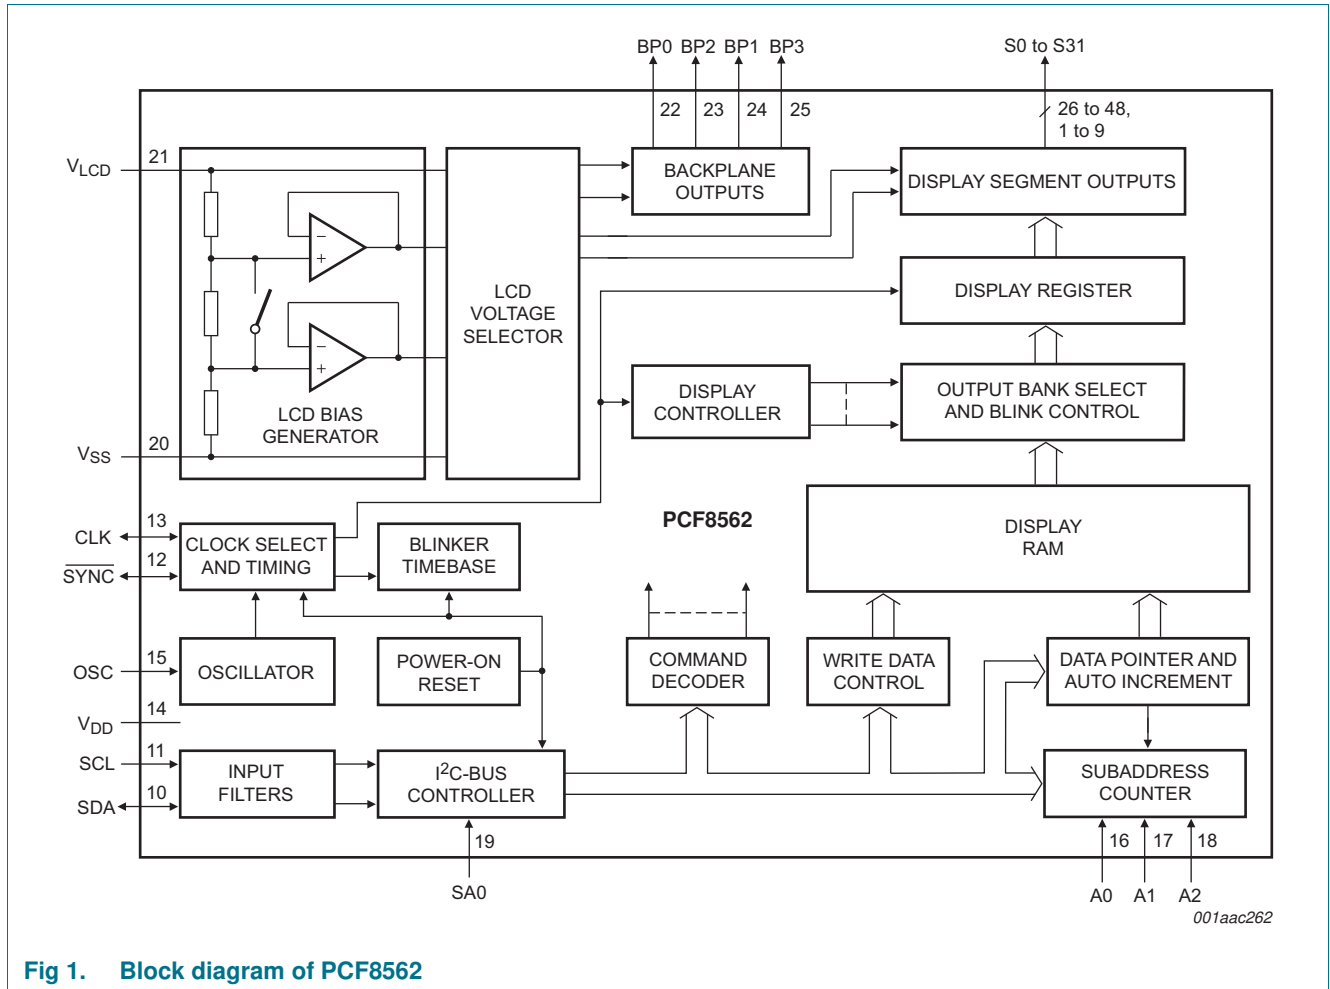 BP0 BP2 BP1 BP3
S0 to S31
22 23 24 25
26 to 48,
1 to 9
VLCD
21
BACKPLANE
OUTPUTS
DISPLAY SEGMENT OUTPUTS
−
+
LCD
VOLTAGE
SELECTOR
DISPLAY REGISTER
−
+
LCD BIAS
GENERATOR
DISPLAY
CONTROLLER
OUTPUT BANK SELECT
AND BLINK CONTROL
VSS
20
CLK
13
SYNC
12
CLOCK SELECT
AND TIMING
BLINKER
TIMEBASE
PCF8562
DISPLAY
RAM
OSC
15
OSCILLATOR
POWER-ON
RESET
COMMAND
DECODER
WRITE DATA
CONTROL
DATA POINTER AND
AUTO INCREMENT
VDD
14
SCL
11
SDA
10
INPUT
FILTERS
I2C-BUS
CONTROLLER
SUBADDRESS
COUNTER
19
16 17 18
SA0
A0 A1 A2
001aac262
Fig 1. Block diagram of PCF8562